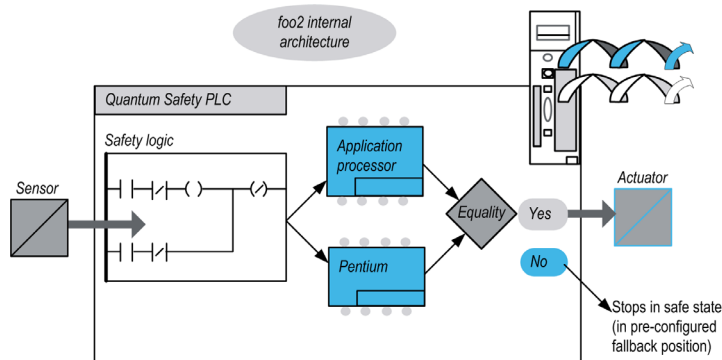 foo2 internal
architecture
Quantum Safety PLC
Safety logic
Sensor
Application
processor
Pentium
Equality
Yes
No
Actuator
Stops in safe state
(in pre-configured
fallback position)